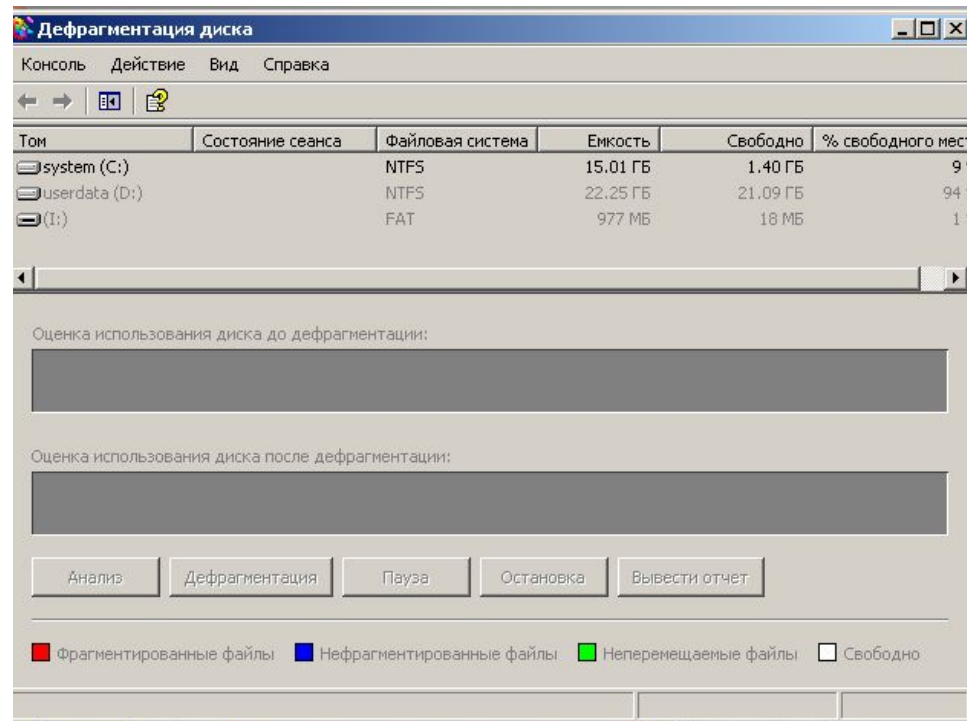 Дефрагментация диска
Консоль Действие Вид Справка
Том Состояние сеанса Файловая система Емкость Свободно % свободного мест
system (C:) NTFS 15.01 ГБ 1.40 ГБ 9
userdata (D:) NTFS 22.25 ГБ 21.09 ГБ 94
(I:) FAT 977 МБ 18 МБ 1
Оценка использования диска до дефрагментации:
Оценка использования диска после дефрагментации:
Анализ Дефрагментация Пауза Остановка Вывести отчет
Фрагментированные файлы Нефрагментированные файлы Неперемещаемые файлы Свободно